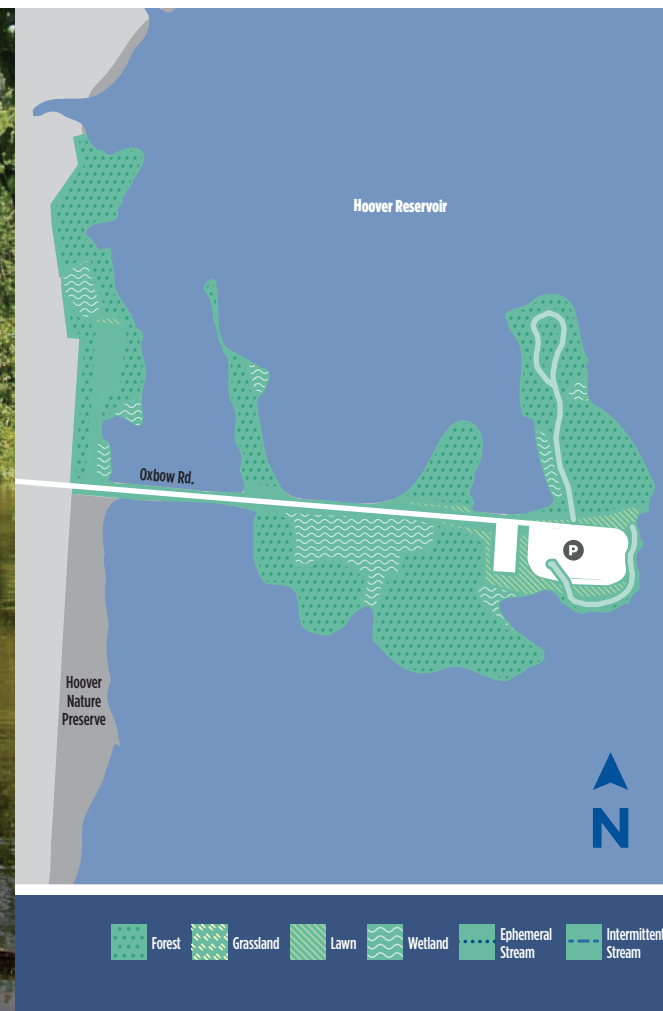 Hoover Reservoir
Oxbow Rd.
P
Hoover
Nature
Preserve
N
Forest
Grassland
Lawn
Wetland
Ephemeral
Stream
Intermittent
Stream